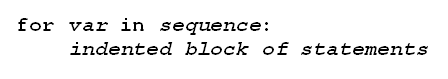 for var in sequence:
indented block of statements